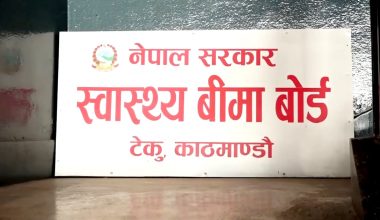 नेपाल सरकार
स्वास्थ्य बीमा बोर्ड
टेकु, काठमाण्डौ